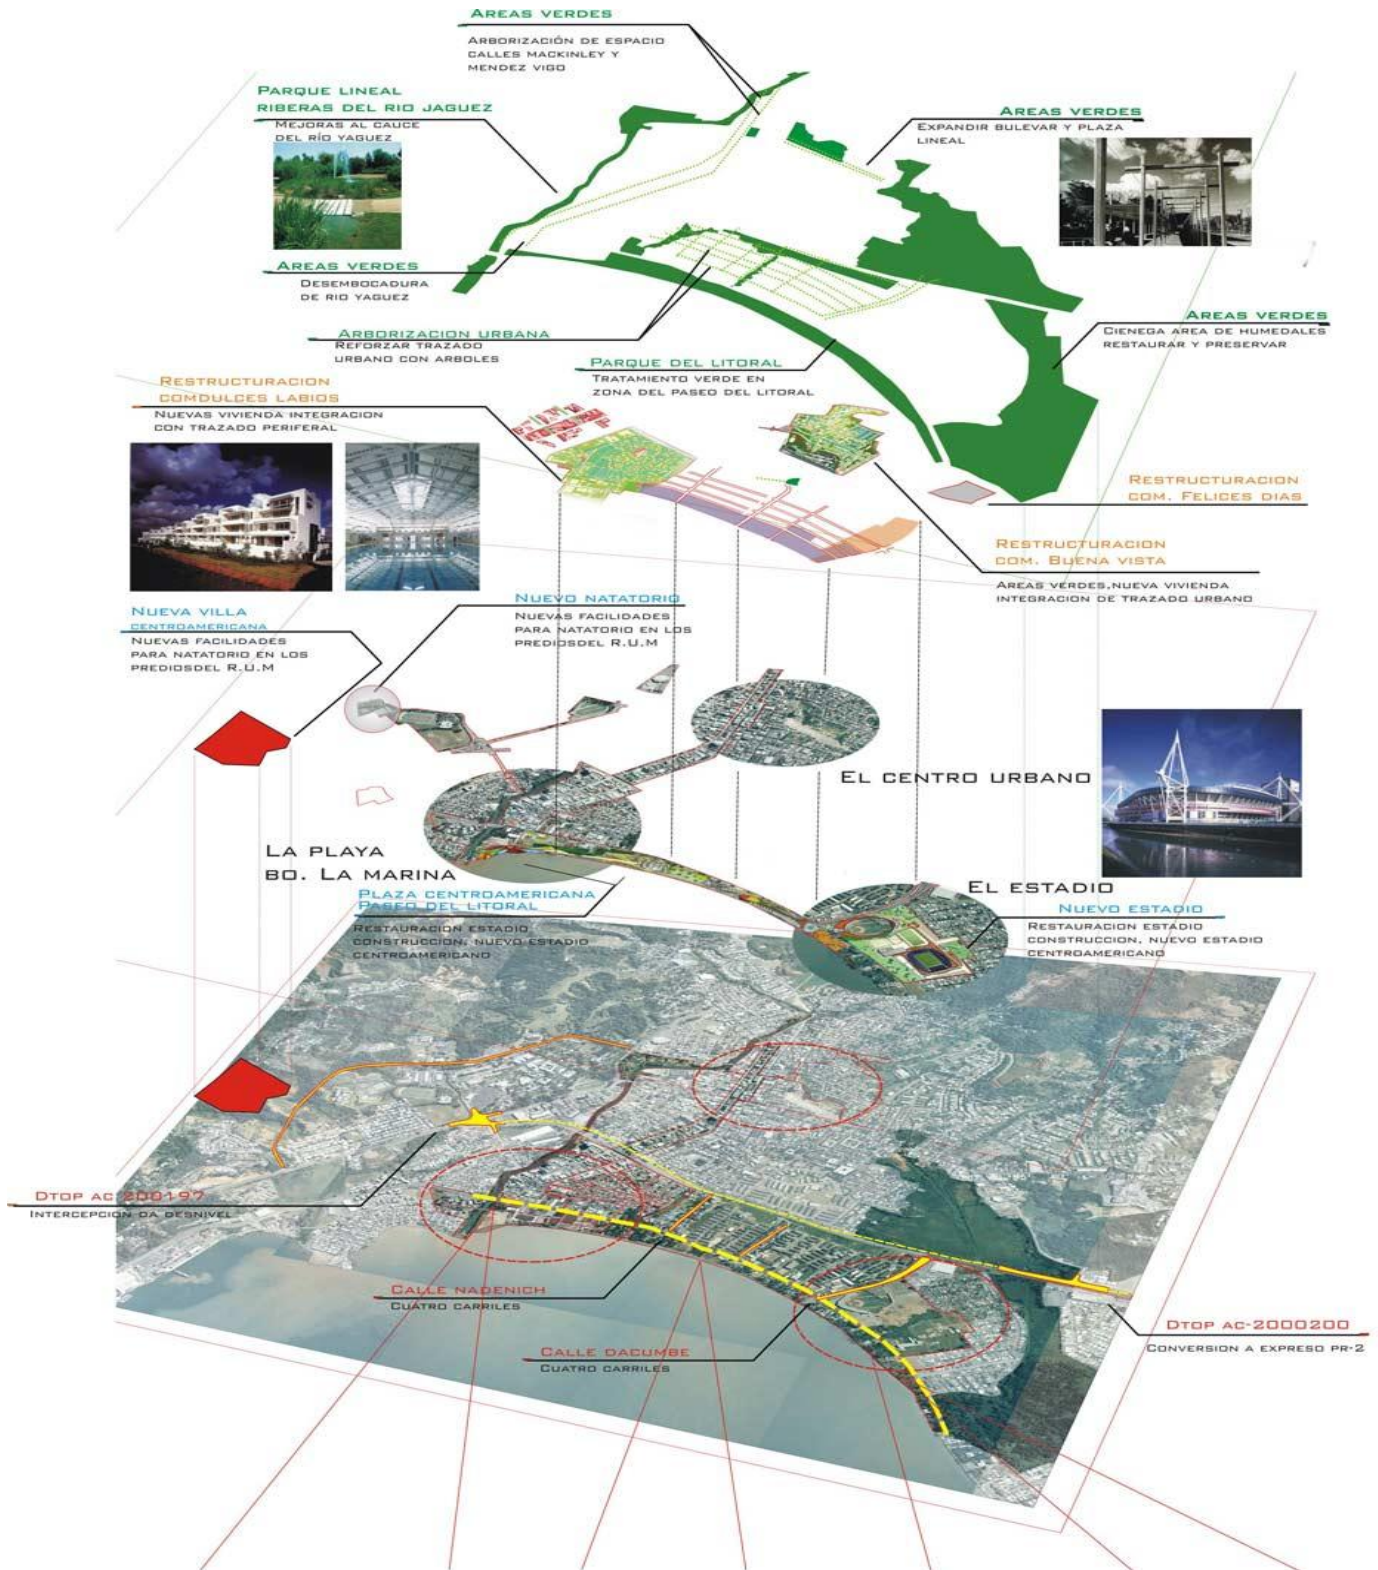 AREAS VERDES
ARBORIZACIÓN DE ESPACIO
CALLES MACKINLEY Y
MENDEZ VIGO
PARQUE LINEAL
RIBERAS DEL RIO JAGUEZ
MEJORAS AL CAUCE
DEL RÍO YAGUEZ
AREAS VERDES
EXPANDIR BULEVAR Y PLAZA
LINEAL
AREAS VERDES
DESEMBOCADURA
DE RIO YAGUEZ
ARBORIZACION URBANA
REFORZAR TRAZADO
URBANO CON ARBOLES
AREAS VERDES
CIENEGA AREA DE HUMEDALES
RESTAURAR Y PRESERVAR
PARQUE DEL LITORAL
TRATAMIENTO VERDE EN
ZONA DEL PASEO DEL LITORAL
RESTRUCTURACION
COMDULCES LABIOS
NUEVAS VIVIENDA INTEGRACION
CON TRAZADO PERIFERAL
RESTRUCTURACION
COM. FELICES DIAS
RESTRUCTURACION
COM. BUENA VISTA
AREAS VERDES,NUEVA VIVIENDA
INTEGRACION DE TRAZADO URBANO
NUEVA VILLA
CENTROAMERICANA
NUEVAS FACILIDADES
PARA NATATORIO EN LOS
PREDIOSDEL R.U.M
NUEVO NATATORIO
NUEVAS FACILIDADES
PARA NATATORIO EN LOS
PREDIOSDEL R.U.M
EL CENTRO URBANO
LA PLAYA
BO. LA MARINA
PLAZA CENTROAMERICANA
PASEO DEL LITORAL
RESTAURACION ESTADIO
CONSTRUCCION, NUEVO ESTADIO
CENTROAMERICANO
EL ESTADIO
NUEVO ESTADIO
RESTAURACION ESTADIO
CONSTRUCCION, NUEVO ESTADIO
CENTROAMERICANO
DTOP AC-200197
INTERCEPCION DA DESNIVEL
CALLE NADENICH
CUATRO CARRILES
CALLE DACUMBE
CUATRO CARRILES
DTOP AC-2000200
CONVERSION A EXPRESO PR-2